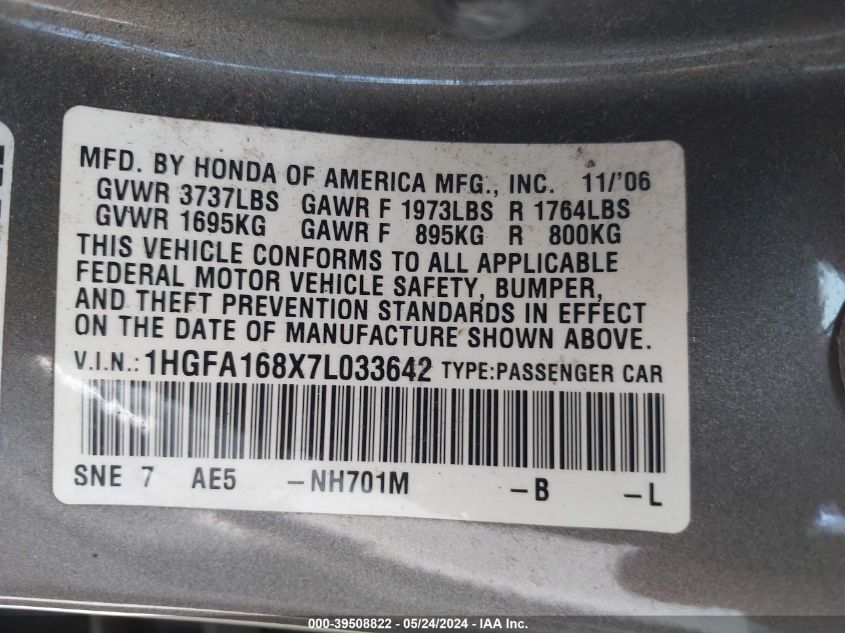 MFD. BY HONDA OF AMERICA MFG., INC. 11/'06
GVWR 3737LBS GAWR F 1973LBS R 1764LBS
GVWR 1695KG GAWR F 895KG R 800KG
THIS VEHICLE CONFORMS TO ALL APPLICABLE
FEDERAL MOTOR VEHICLE SAFETY, BUMPER,
AND THEFT PREVENTION STANDARDS IN EFFECT
ON THE DATE OF MANUFACTURE SHOWN ABOVE.
V.I.N.: 1HGFA168X7L033642 TYPE:PASSENGER CAR
SNE 7 AE5 -NH701M -B -L
000-39508822 - 05/24/2024 - IAA Inc.